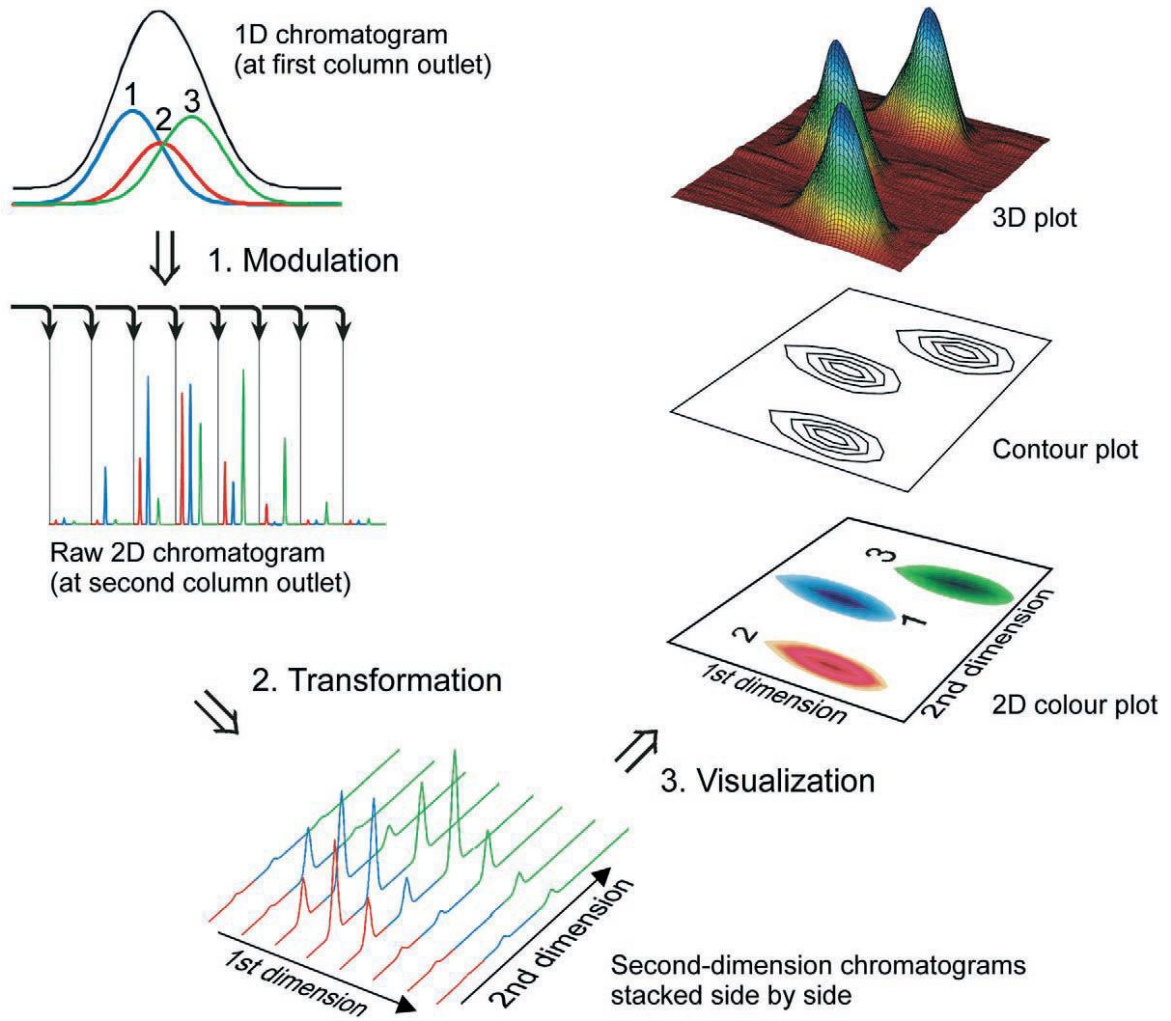 1D chromatogram
(at first column outlet)
1
2
3
1. Modulation
Raw 2D chromatogram
(at second column outlet)
2. Transformation
1st dimension
2nd dimension
Second-dimension chromatograms
stacked side by side
3. Visualization
3D plot
Contour plot
3
1
2
1st dimension
2nd dimension
2D colour plot